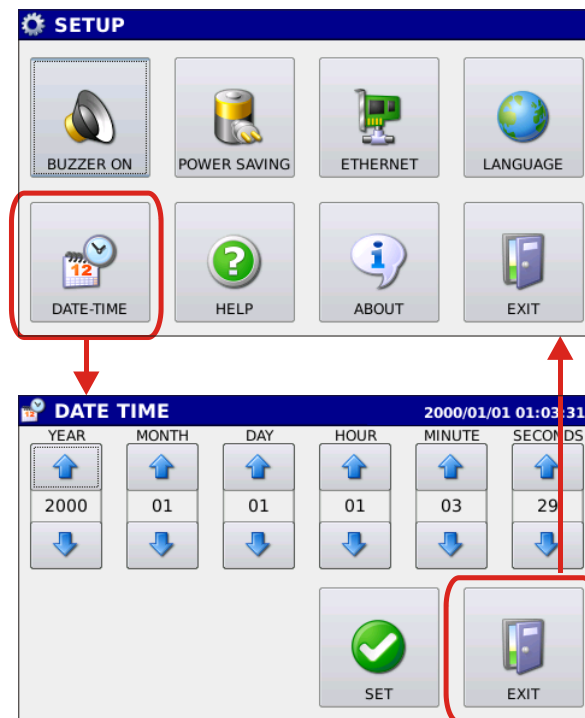 SETUP
BUZZER ON POWER SAVING ETHERNET LANGUAGE
12
DATE-TIME HELP ABOUT EXIT
DATE TIME 2000/01/01 01:03:31
YEAR MONTH DAY HOUR MINUTE SECONDS
2000 01 01 01 03 29
SET EXIT